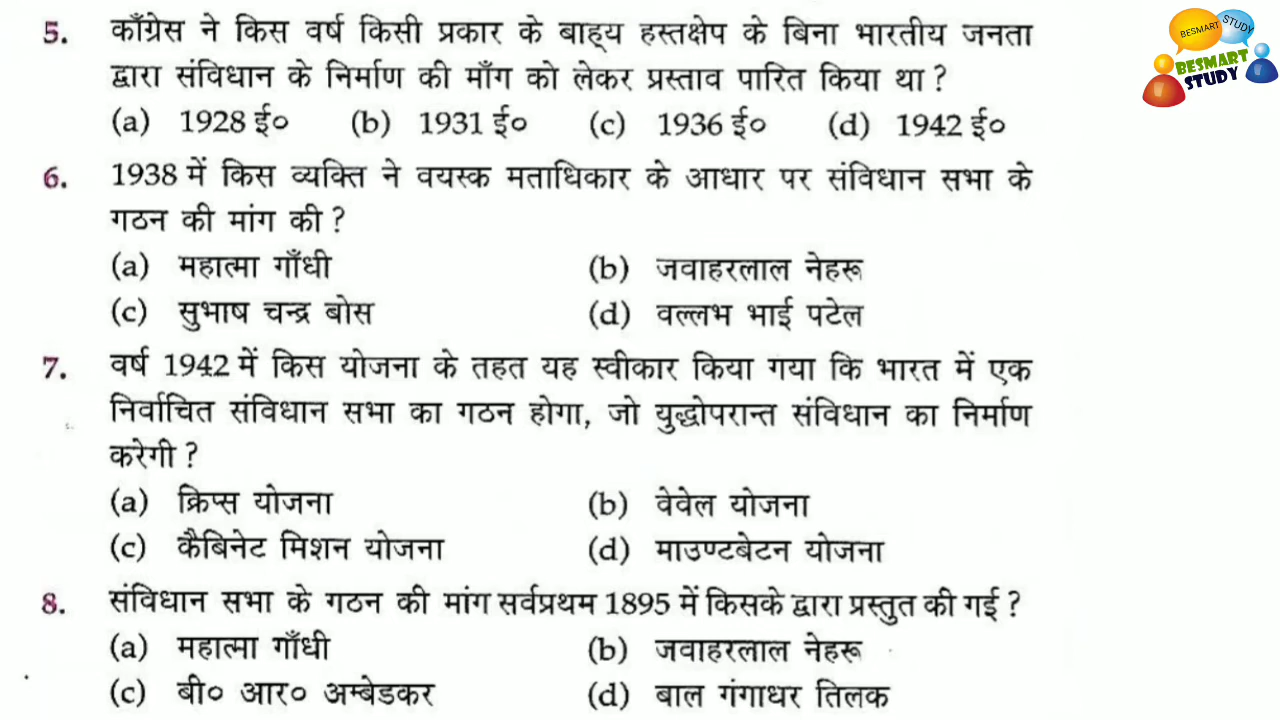 5. काँग्रेस ने किस वर्ष किसी प्रकार के बाह्य हस्तक्षेप के बिना भारतीय जनता
द्वारा संविधान के निर्माण की माँग को लेकर प्रस्ताव पारित किया था ?
(a) 1928 ई० (b) 1931 ई० (c) 1936 ई० (d) 1942 ई०
6. 1938 में किस व्यक्ति ने वयस्क मताधिकार के आधार पर संविधान सभा के
गठन की मांग की ?
(a) महात्मा गाँधी (b) जवाहरलाल नेहरू
(c) सुभाष चन्द्र बोस (d) वल्लभ भाई पटेल
7. वर्ष 1942 में किस योजना के तहत यह स्वीकार किया गया कि भारत में एक
निर्वाचित संविधान सभा का गठन होगा, जो युद्धोपरान्त संविधान का निर्माण
करेगी ?
(a) क्रिप्स योजना (b) वेवेल योजना
(c) कैबिनेट मिशन योजना (d) माउण्टबेटन योजना
8. संविधान सभा के गठन की मांग सर्वप्रथम 1895 में किसके द्वारा प्रस्तुत की गई ?
(a) महात्मा गाँधी (b) जवाहरलाल नेहरू
(c) बी० आर० अम्बेडकर (d) बाल गंगाधर तिलक
BESMART STUDY
BESMART
STUDY